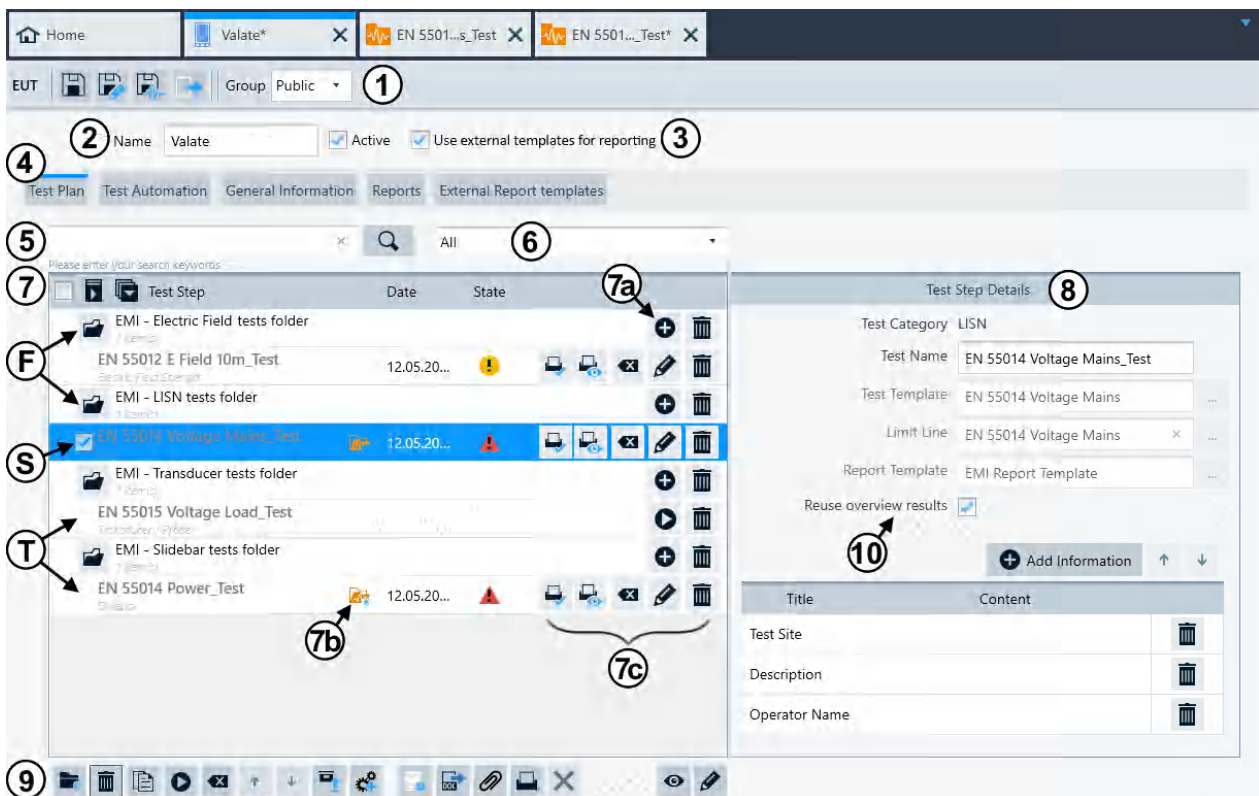 Home
Valate*
EN 5501...s_Test
EN 5501..._Test*
EUT
Group
Public
1
2
Name
Valate
Active
Use external templates for reporting
3
4
Test Plan
Test Automation
General Information
Reports
External Report templates
5
All
6
Please enter your search keywords
7
Test Step
Date
State
7a
Test Step Details
8
F
EMI - Electric Field tests folder
EN 55012 E Field 10m_Test
12.05.20...
Electric Field Strength
EMI - LISN tests folder
S
EN 55014 Voltage Mains_Test
12.05.20...
EMI - Transducer tests folder
T
EN 55015 Voltage Load_Test
EMI - Slidebar tests folder
EN 55014 Power_Test
12.05.20...
7b
7c
Test Category
LISN
Test Name
EN 55014 Voltage Mains_Test
Test Template
EN 55014 Voltage Mains
...
Limit Line
EN 55014 Voltage Mains
...
Report Template
EMI Report Template
...
Reuse overview results
10
Add Information
Title
Content
Test Site
Description
Operator Name
9
DOC